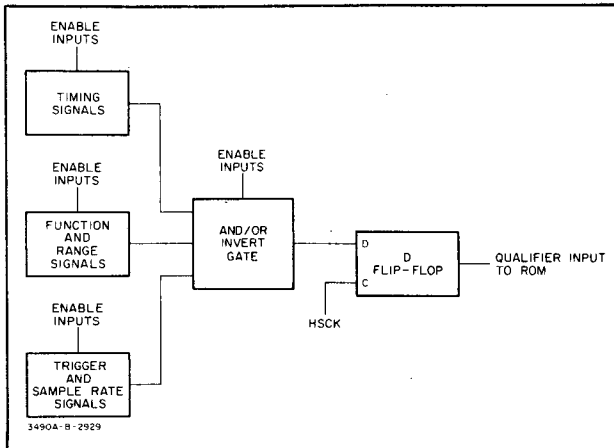 ENABLE
INPUTS
TIMING
SIGNALS
ENABLE
INPUTS
FUNCTION
AND
RANGE
SIGNALS
ENABLE
INPUTS
TRIGGER
AND
SAMPLE RATE
SIGNALS
ENABLE
INPUTS
AND/OR
INVERT
GATE
D
C
D
FLIP-FLOP
HSCK
QUALIFIER INPUT
TO ROM
3490A-B-2929